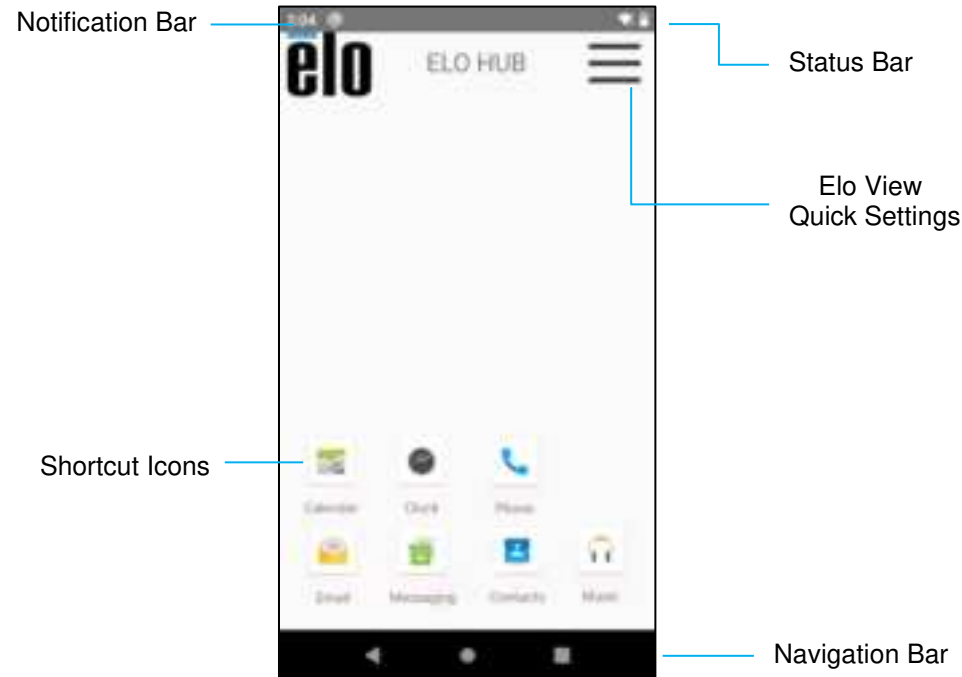 Notification Bar
elo
ELO HUB
Status Bar
Elo View
Quick Settings
Shortcut Icons
Calendar Clock Phone
Email Messaging Contacts Music
Navigation Bar